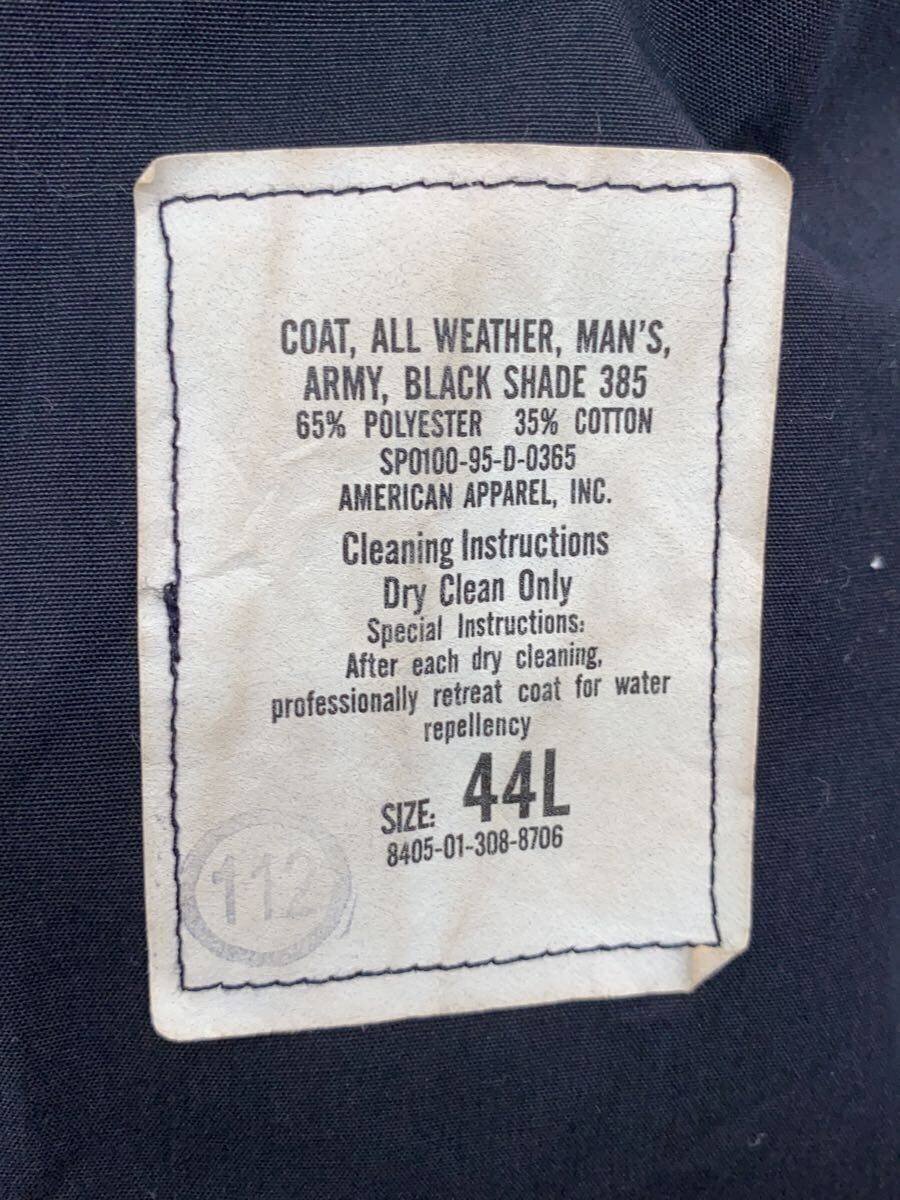 COAT, ALL WEATHER, MAN'S,
ARMY, BLACK SHADE 385
65% POLYESTER 35% COTTON
SP0100-95-D-0365
AMERICAN APPAREL, INC.
Cleaning Instructions
Dry Clean Only
Special Instructions:
After each dry cleaning,
professionally retreat coat for water
repellency
SIZE: 44L
8405-01-308-8706
112